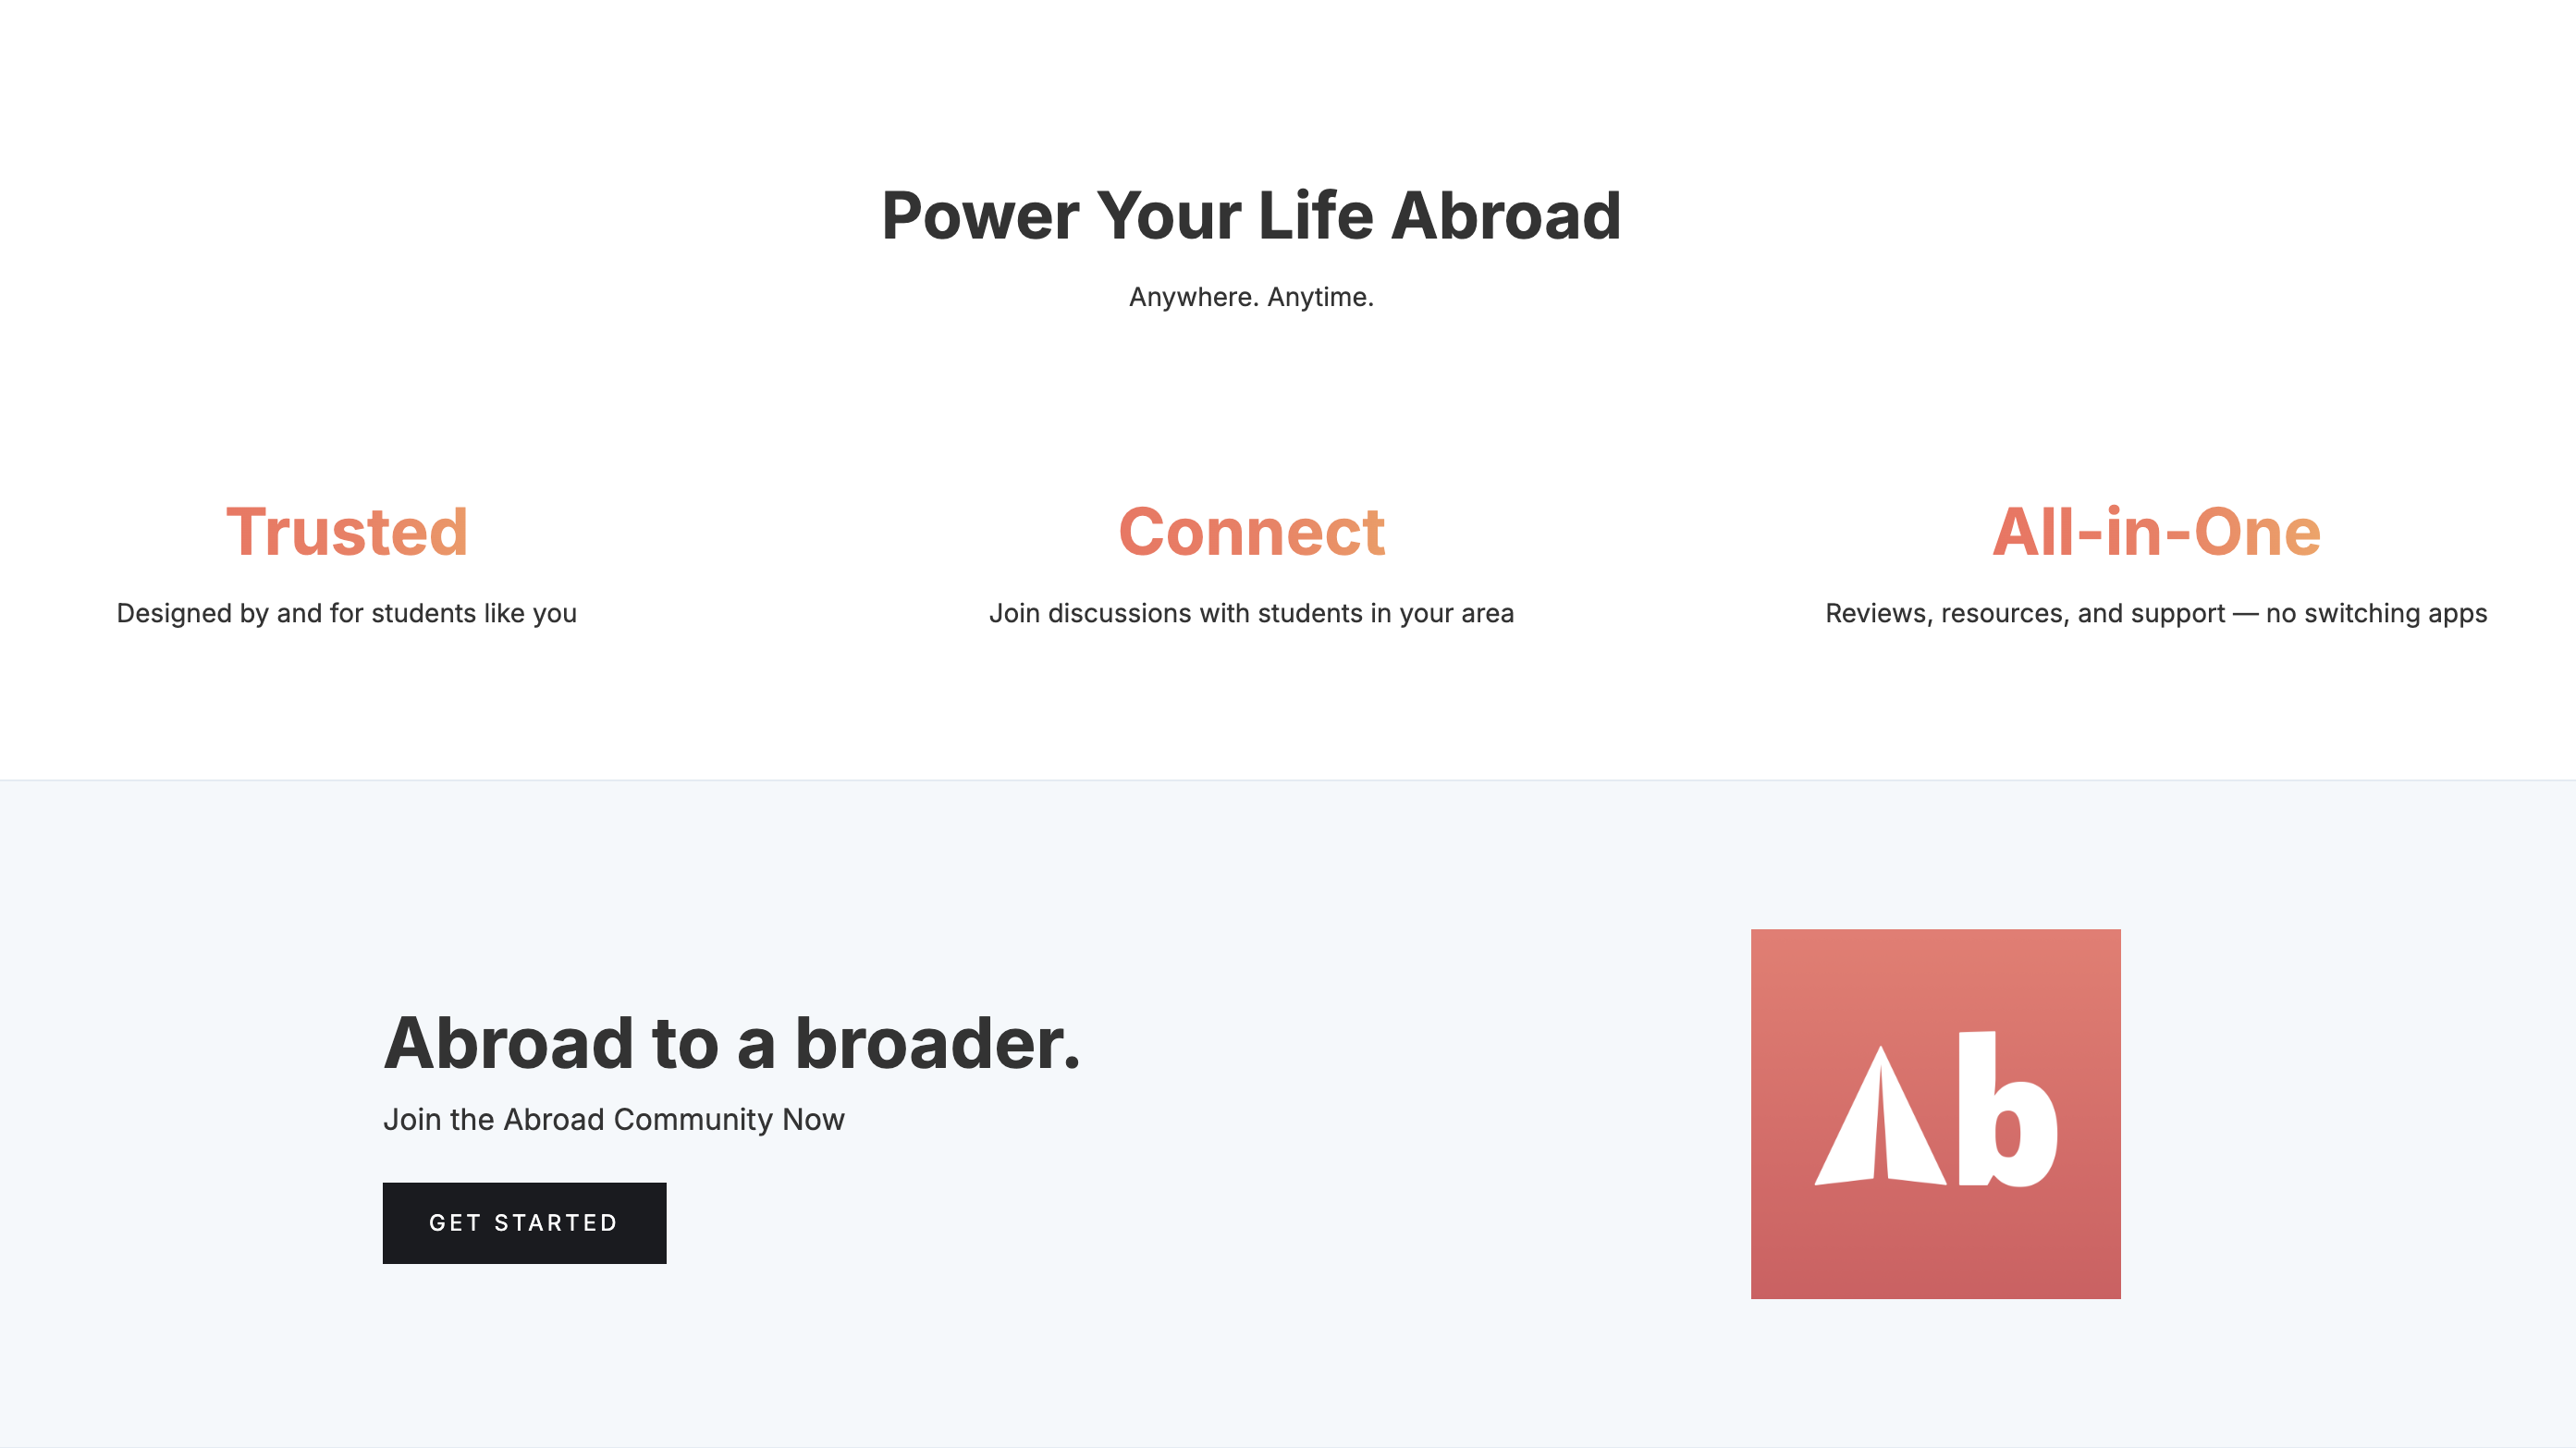 Power Your Life Abroad
Anywhere. Anytime.
Trusted
Connect
All-in-One
Designed by and for students like you
Join discussions with students in your area
Reviews, resources, and support — no switching apps
Abroad to a broader.
Join the Abroad Community Now
GET STARTED
Ab